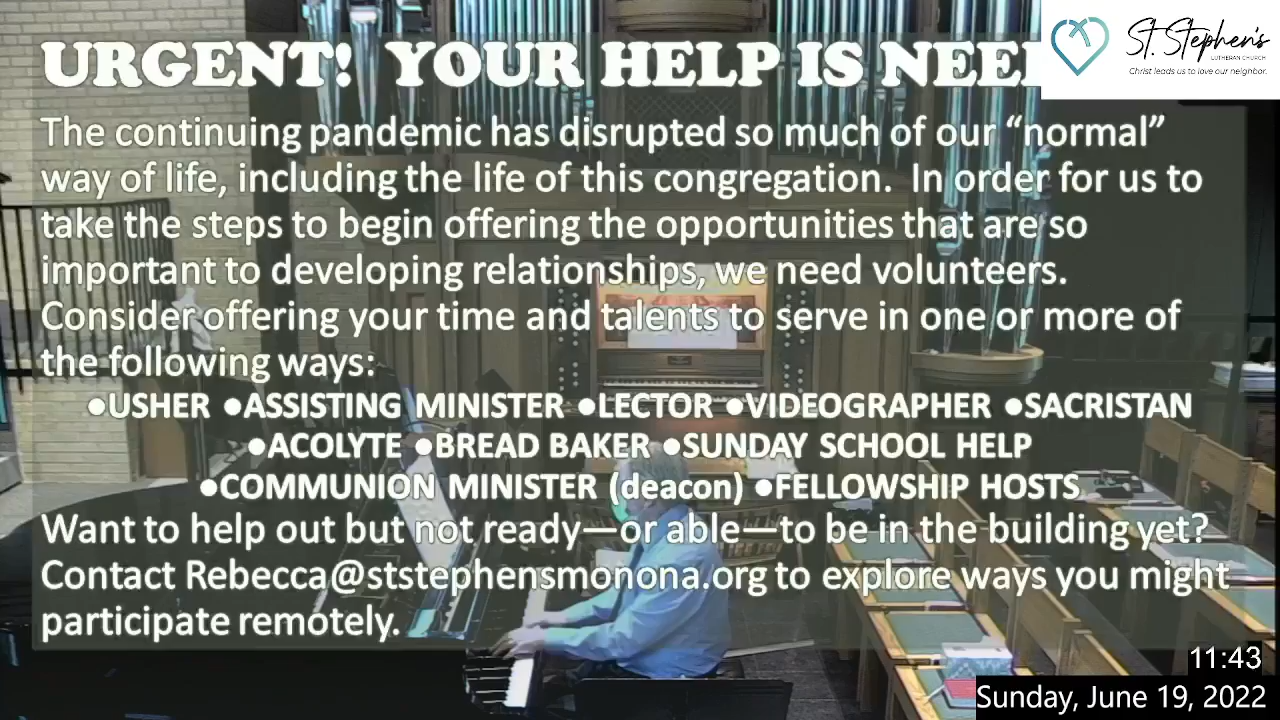 URGENT! YOUR HELP IS
St. Stephen's
LUTHERAN CHURCH
Christ leads us to love our neighbor.
The continuing pandemic has disrupted so much of our “normal”
way of life, including the life of this congregation. In order for us to
take the steps to begin offering the opportunities that are so
important to developing relationships, we need volunteers.
Consider offering your time and talents to serve in one or more of
the following ways:
●USHER ●ASSISTING MINISTER ●LECTOR ●VIDEOGRAPHER ●SACRISTAN
●ACOLYTE ●BREAD BAKER ●SUNDAY SCHOOL HELP
●COMMUNION MINISTER (deacon) ●FELLOWSHIP HOSTS
Want to help out but not ready—or able—to be in the building yet?
Contact Rebecca@ststephensmonona.org to explore ways you might
participate remotely.
11:43
Sunday, June 19, 2022